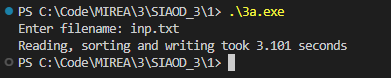 PS C:\Code\MIREA\3\SIAOD_3\1> .\3a.exe
Enter filename: inp.txt
Reading, sorting and writing took 3.101 seconds
PS C:\Code\MIREA\3\SIAOD_3\1>